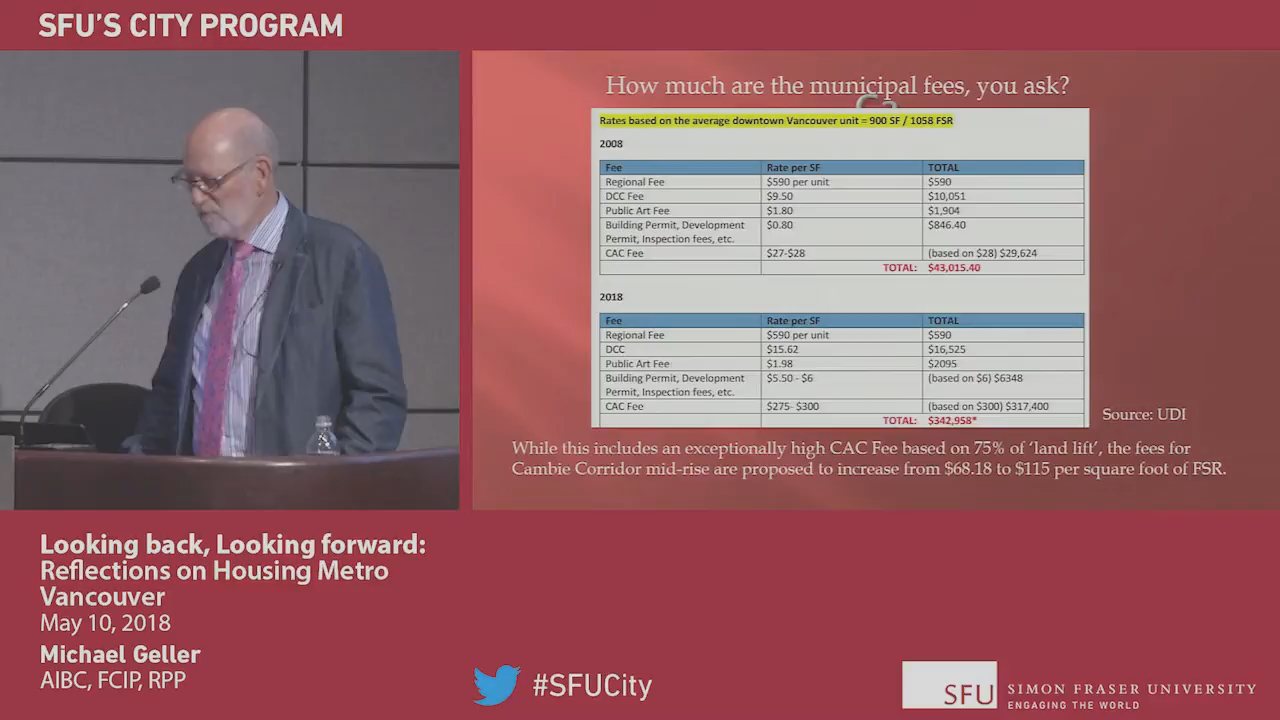 SFU'S CITY PROGRAM
How much are the municipal fees, you ask?
Rates based on the average downtown Vancouver unit = 900 SF / 1058 FSR
2008
Fee Rate per SF TOTAL
Regional Fee $590 per unit $590
DCC Fee $9.50 $10,051
Public Art Fee $1.80 $1,904
Building Permit, Development $0.80 $846.40
Permit, Inspection fees, etc.
CAC Fee $27-$28 (based on $28) $29,624
TOTAL: $43,015.40
2018
Fee Rate per SF TOTAL
Regional Fee $590 per unit $590
DCC $15.62 $16,525
Public Art Fee $1.98 $2095
Building Permit, Development $5.50 - $6 (based on $6) $6348
Permit, Inspection fees, etc.
CAC Fee $275- $300 (based on $300) $317,400
TOTAL: $342,958*
Source: UDI
While this includes an exceptionally high CAC Fee based on 75% of 'land lift', the fees for
Cambie Corridor mid-rise are proposed to increase from $68.18 to $115 per square foot of FSR.
Looking back, Looking forward:
Reflections on Housing Metro
Vancouver
May 10, 2018
Michael Geller
AIBC, FCIP, RPP
#SFUCity
SFU SIMON FRASER UNIVERSITY
ENGAGING THE WORLD